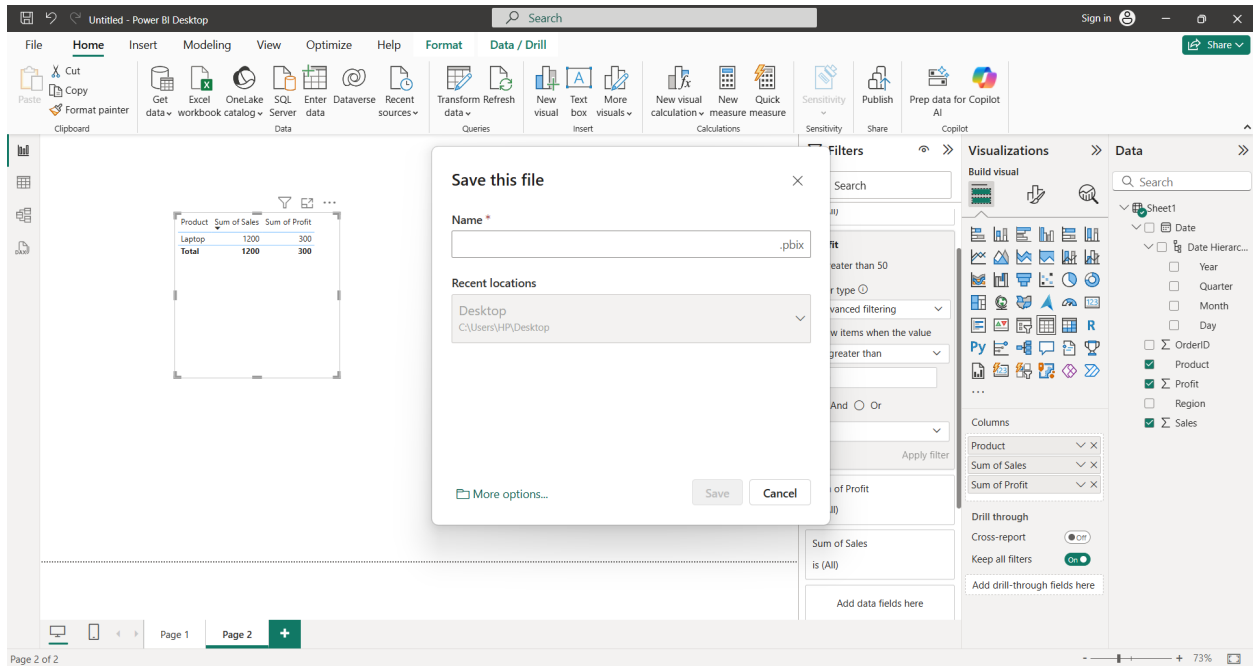 Untitled - Power BI Desktop
Search
Sign in
File Home Insert Modeling View Optimize Help Format Data / Drill
Share
Paste
Cut
Copy
Format painter
Clipboard
Get data
Excel workbook
OneLake catalog
SQL Server
Enter data
Dataverse
Recent sources
Data
Transform data
Refresh
Queries
New visual
Text box
More visuals
Insert
New visual calculation
New measure
Quick measure
Calculations
Sensitivity
Sensitivity
Publish
Share
Prep data for AI
Copilot
Copilot
Product Sum of Sales Sum of Profit
Laptop 1200 300
Total 1200 300
Save this file
Name *
.pbix
Recent locations
Desktop
C:\Users\HP\Desktop
More options...
Save
Cancel
Filters
Search
eater than 50
r type
vanced filtering
w items when the value
greater than
And Or
Apply filter
of Profit
Sum of Sales
is (All)
Add data fields here
Visualizations
Build visual
R
Py
123
...
Columns
Product
Sum of Sales
Sum of Profit
Drill through
Cross-report
Off
Keep all filters
On
Add drill-through fields here
Data
Search
Sheet1
Date
Date Hierarc...
Year
Quarter
Month
Day
OrderID
Product
Profit
Region
Sales
Page 1
Page 2
+
Page 2 of 2
- + 73%